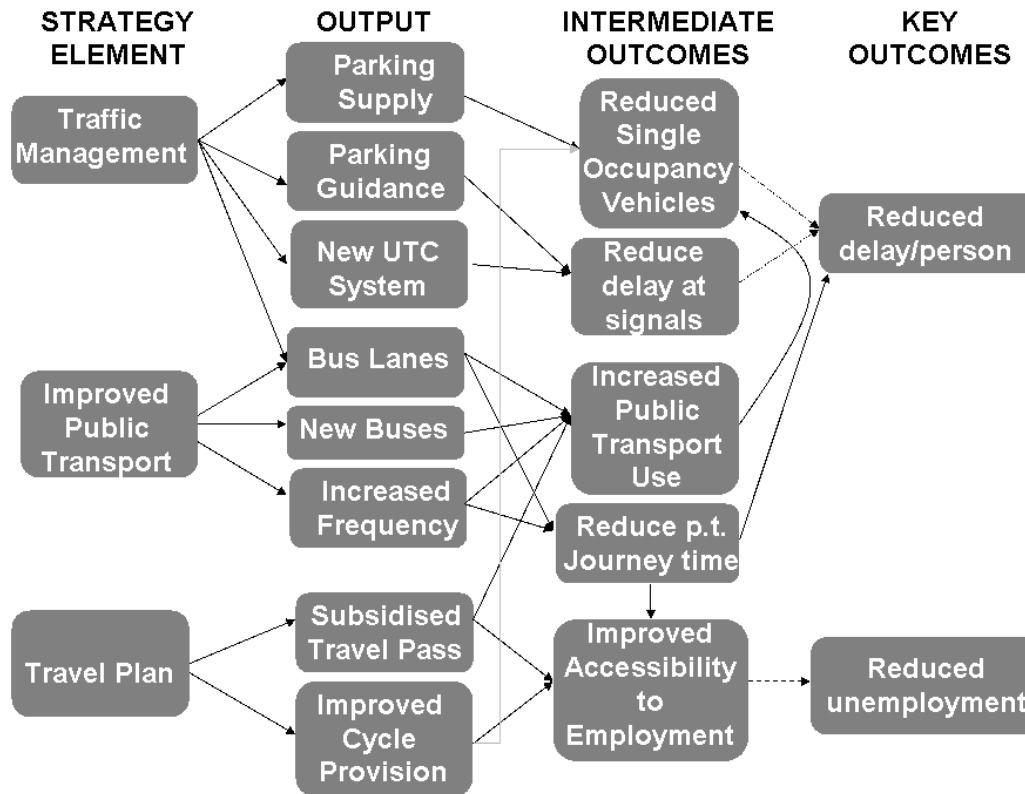 STRATEGY
ELEMENT
OUTPUT
INTERMEDIATE
OUTCOMES
KEY
OUTCOMES
Traffic
Management
Improved
Public
Transport
Travel Plan
Parking
Supply
Parking
Guidance
New UTC
System
Bus Lanes
New Buses
Increased
Frequency
Subsidised
Travel Pass
Improved
Cycle
Provision
Reduced
Single
Occupancy
Vehicles
Reduce
delay at
signals
Increased
Public
Transport
Use
Reduce p.t.
Journey time
Improved
Accessibility
to
Employment
Reduced
delay/person
Reduced
unemployment